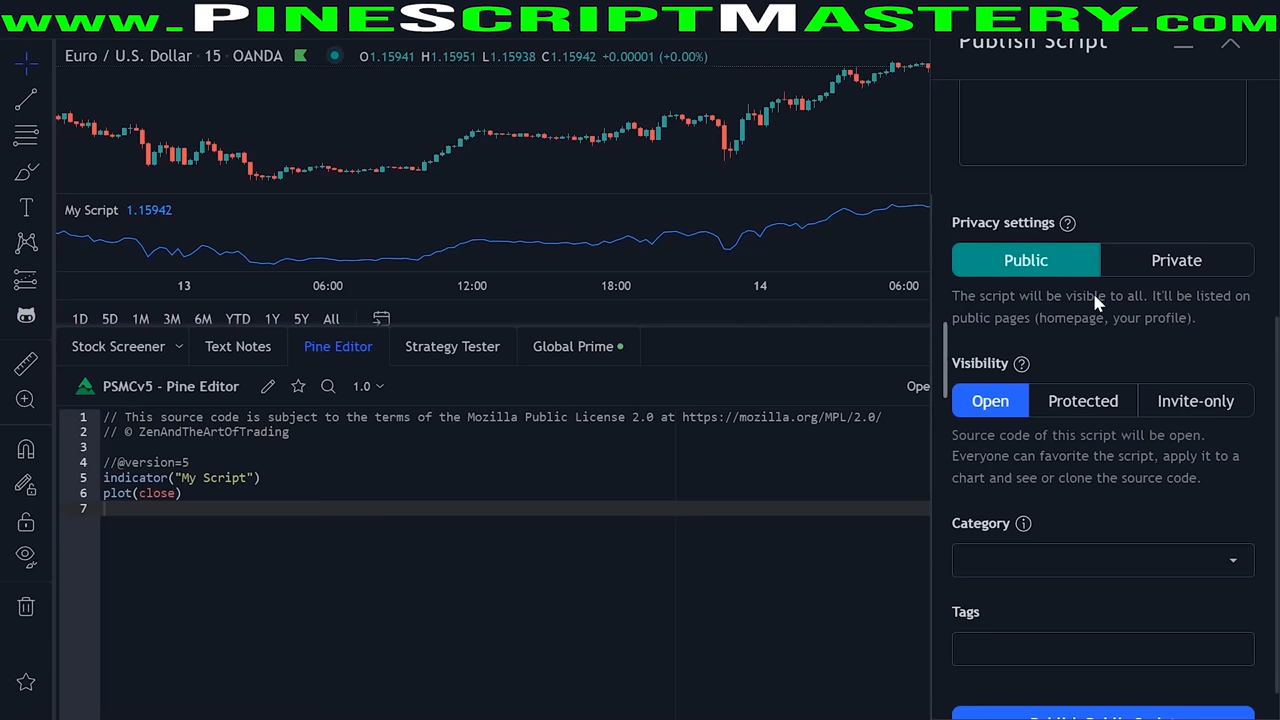 www.PineScriptMastery.com
Euro / U.S. Dollar · 15 · OANDA O1.15941 H1.15951 L1.15938 C1.15942 +0.00001 (+0.00%)
Publish Script
My Script 1.15942
13 06:00 12:00 18:00 14 06:00
1D 5D 1M 3M 6M YTD 1Y 5Y All
Stock Screener Text Notes Pine Editor Strategy Tester Global Prime
PSMCv5 - Pine Editor 1.0 Ope
1 // This source code is subject to the terms of the Mozilla Public License 2.0 at https://mozilla.org/MPL/2.0/
2 // © ZenAndTheArtOfTrading
3
4 //@version=5
5 indicator("My Script")
6 plot(close)
7
Privacy settings
Public Private
The script will be visible to all. It'll be listed on
public pages (homepage, your profile).
Visibility
Open Protected Invite-only
Source code of this script will be open.
Everyone can favorite the script, apply it to a
chart and see or clone the source code.
Category
Tags